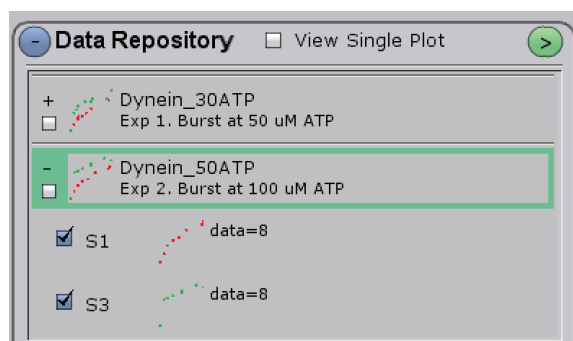 - Data Repository View Single Plot >
+ Dynein_30ATP
Exp 1. Burst at 50 uM ATP
- Dynein_50ATP
Exp 2. Burst at 100 uM ATP
S1 data=8
S3 data=8